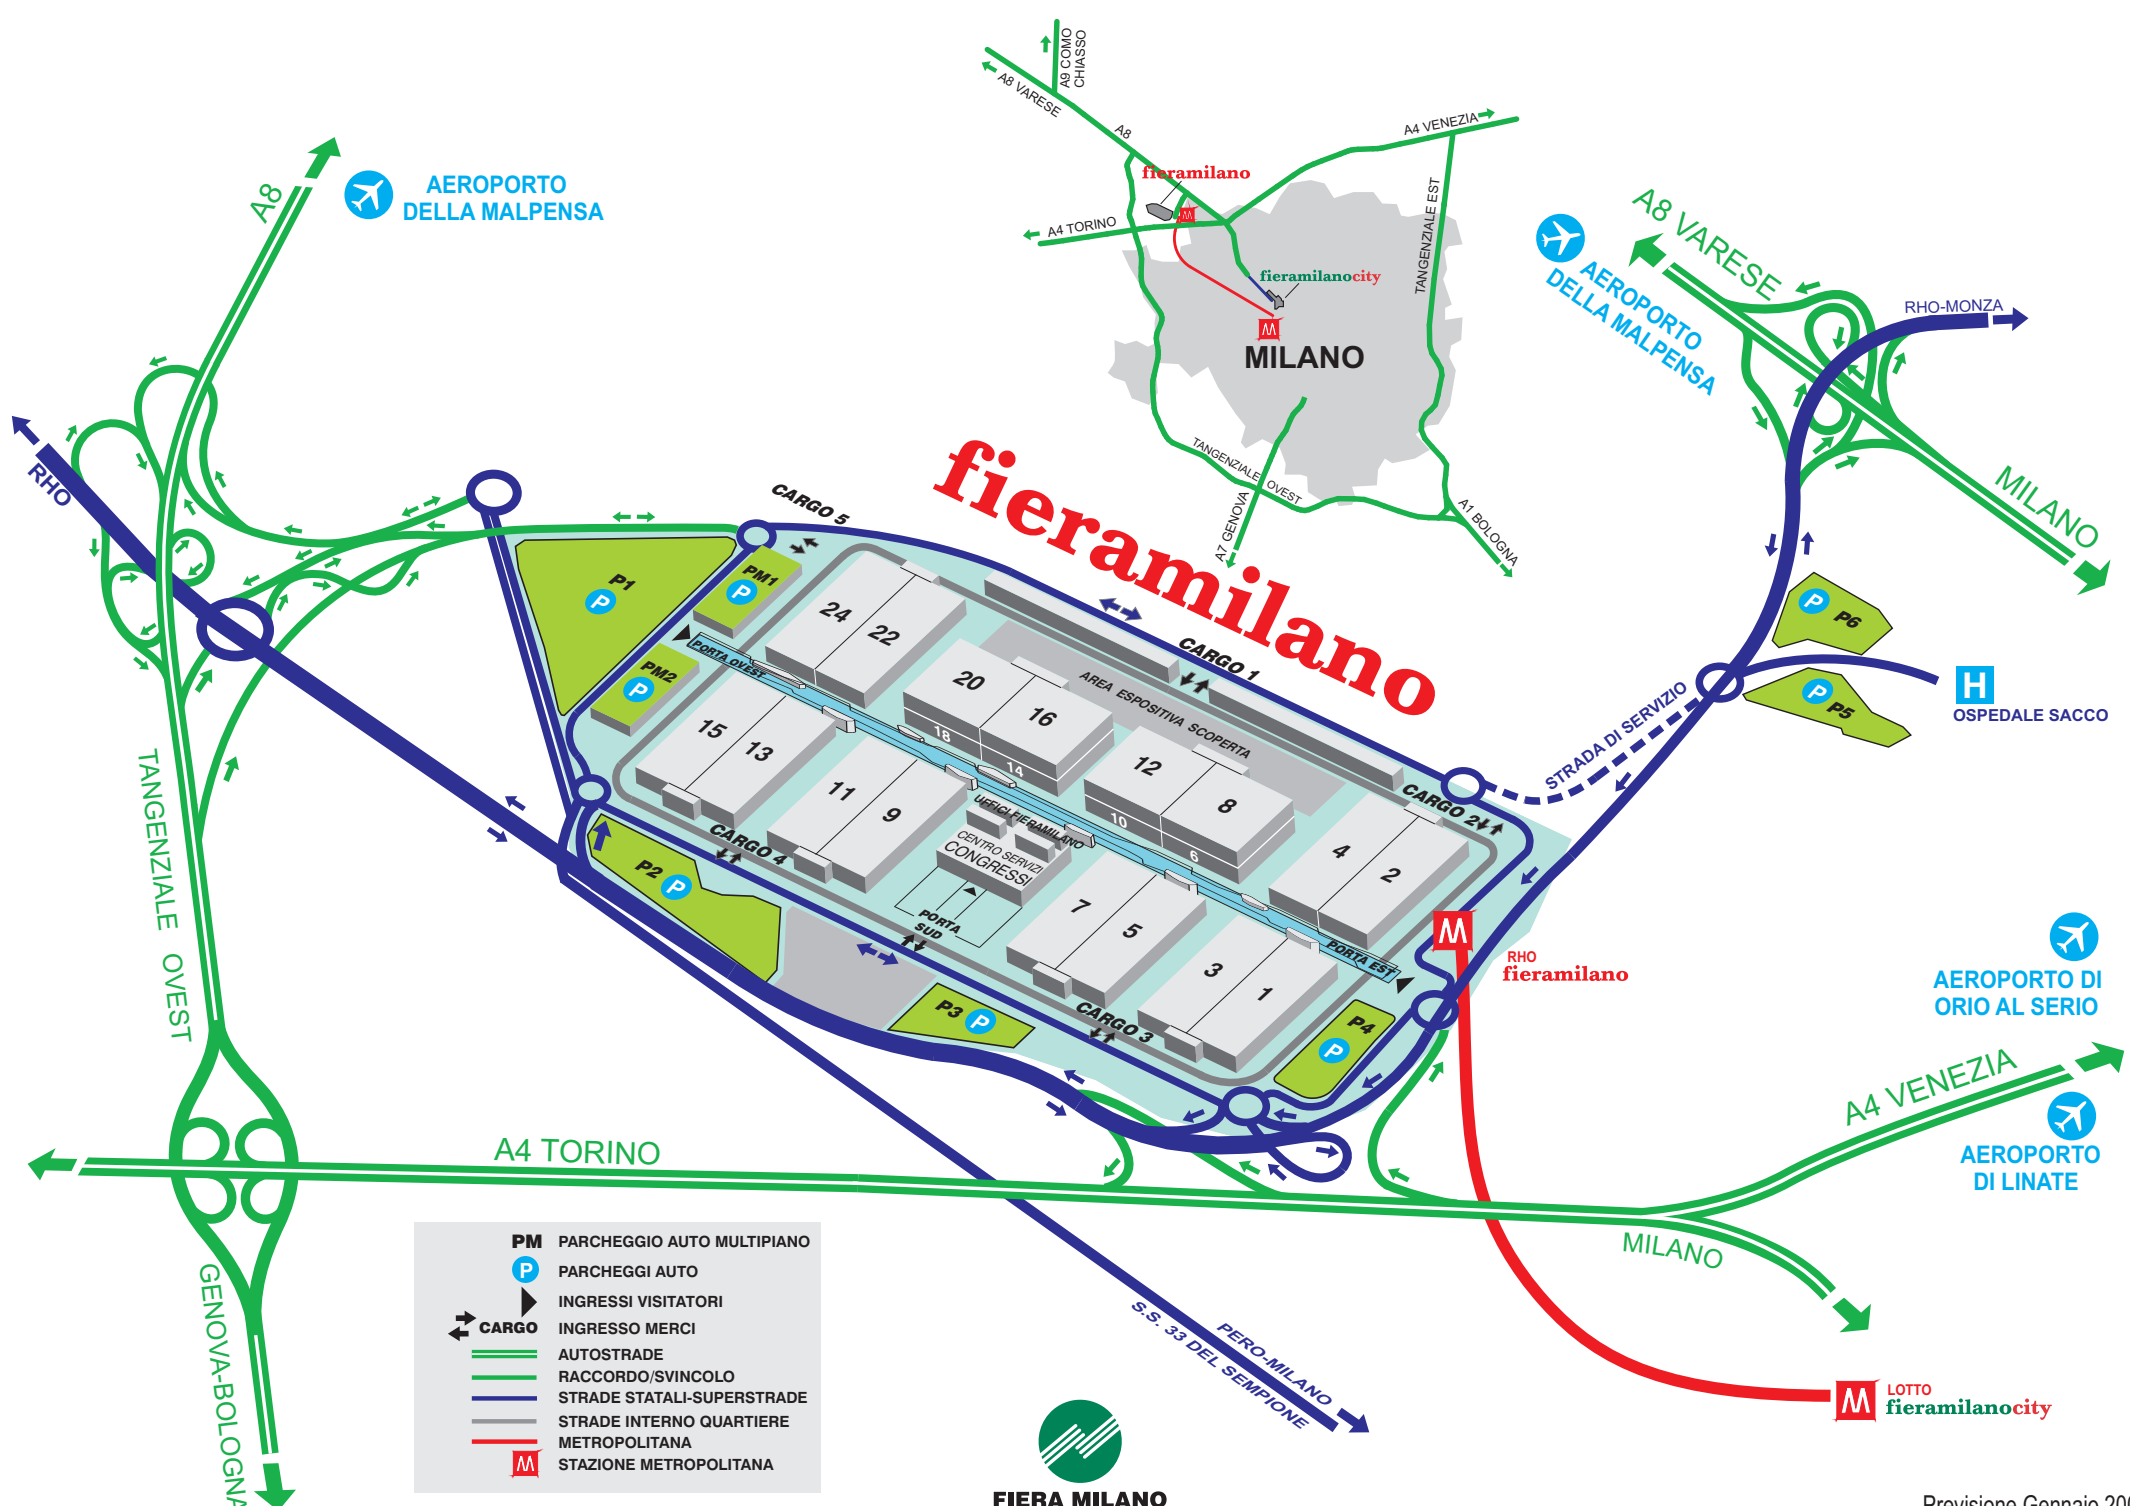 A9 COMO
CHIASSO
A8 VARESE
A8
A4 VENEZIA
fieramilano
A4 TORINO
TANGENZIALE EST
fieramilanocity
MILANO
TANGENZIALE OVEST
A7 GENOVA
A1 BOLOGNA
A8
AEROPORTO
DELLA MALPENSA
RHO
A8 VARESE
AEROPORTO
DELLA MALPENSA
RHO-MONZA
MILANO
fieramilano
CARGO 5
P1
P
PM1
P
PM2
P
PORTA OVEST
24
22
20
16
18
14
AREA ESPOSITIVA SCOPERTA
CARGO 1
12
8
10
6
CARGO 2
4
2
15
13
11
9
UFFICI FIERAMILANO
CENTRO SERVIZI
CONGRESSI
PORTA
SUD
CARGO 4
P2
P
7
5
3
1
PORTA EST
CARGO 3
P3
P
P4
P
P
P6
P
P5
H
OSPEDALE SACCO
STRADA DI SERVIZIO
M
RHO
fieramilano
AEROPORTO DI
ORIO AL SERIO
A4 VENEZIA
AEROPORTO
DI LINATE
TANGENZIALE OVEST
A4 TORINO
MILANO
GENOVA-BOLOGNA
PERO-MILANO
S.S. 33 DEL SEMPIONE
M
LOTTO
fieramilanocity
PM PARCHEGGIO AUTO MULTIPIANO
P PARCHEGGI AUTO
INGRESSI VISITATORI
CARGO INGRESSO MERCI
AUTOSTRADE
RACCORDO/SVINCOLO
STRADE STATALI-SUPERSTRADE
STRADE INTERNO QUARTIERE
METROPOLITANA
M STAZIONE METROPOLITANA
FIERA MILANO
Previsione Gennaio